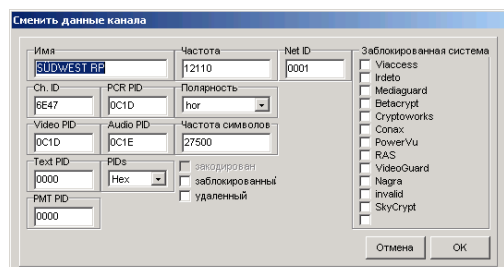 Сменить данные канала
Имя
SÜDWEST RP
Частота
12110
Net ID
0001
Ch. ID
6E47
PCR PID
0C1D
Полярность
hor
Video PID
0C1D
Audio PID
0C1E
Частота символов
27500
Text PID
0000
PIDs
Hex
закодирован
заблокированный
удаленный
PMT PID
0000
Заблокированная система
Viaccess
Irdeto
Mediaguard
Betacrypt
Cryptoworks
Conax
PowerVu
RAS
VideoGuard
Nagra
invalid
SkyCrypt
Отмена
OK